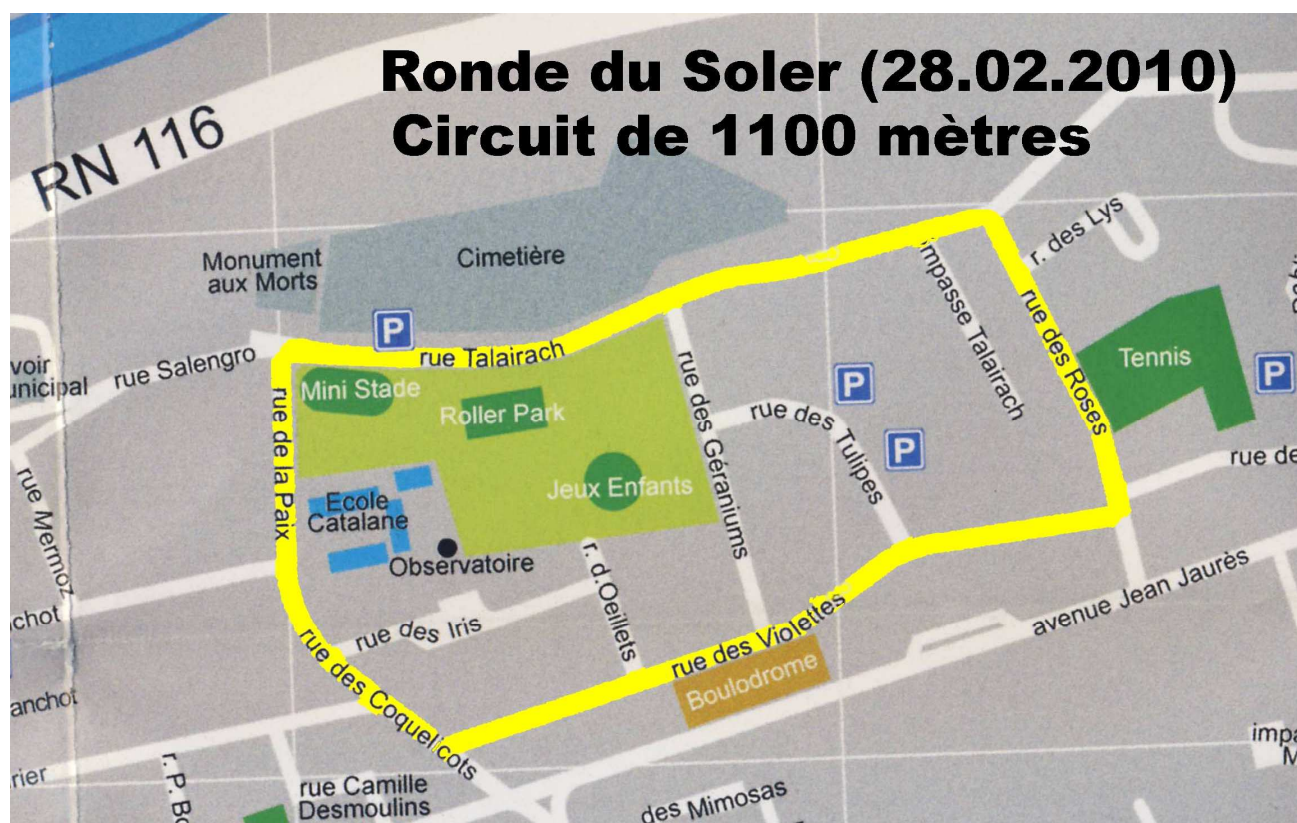 Ronde du Soler (28.02.2010)
Circuit de 1100 mètres
RN 116
Monument
aux Morts
Cimetière
r. des Lys
P
rue Talairach
impasse Talairach
rue des Roses
Tennis
P
rue Salengro
voir
unicipal
Mini Stade
Roller Park
rue de la Paix
rue des Géraniums
rue des Tulipes
P
P
rue de
Jeux Enfants
Ecole
Catalane
Observatoire
rue Mermoz
chot
rue des Iris
r. d.Oeillets
rue des Violettes
avenue Jean Jaurès
Boulodrome
rue des Coquelicots
anchot
rier
r. P. Bo
rue Camille
Desmoulins
des Mimosas
impa
M